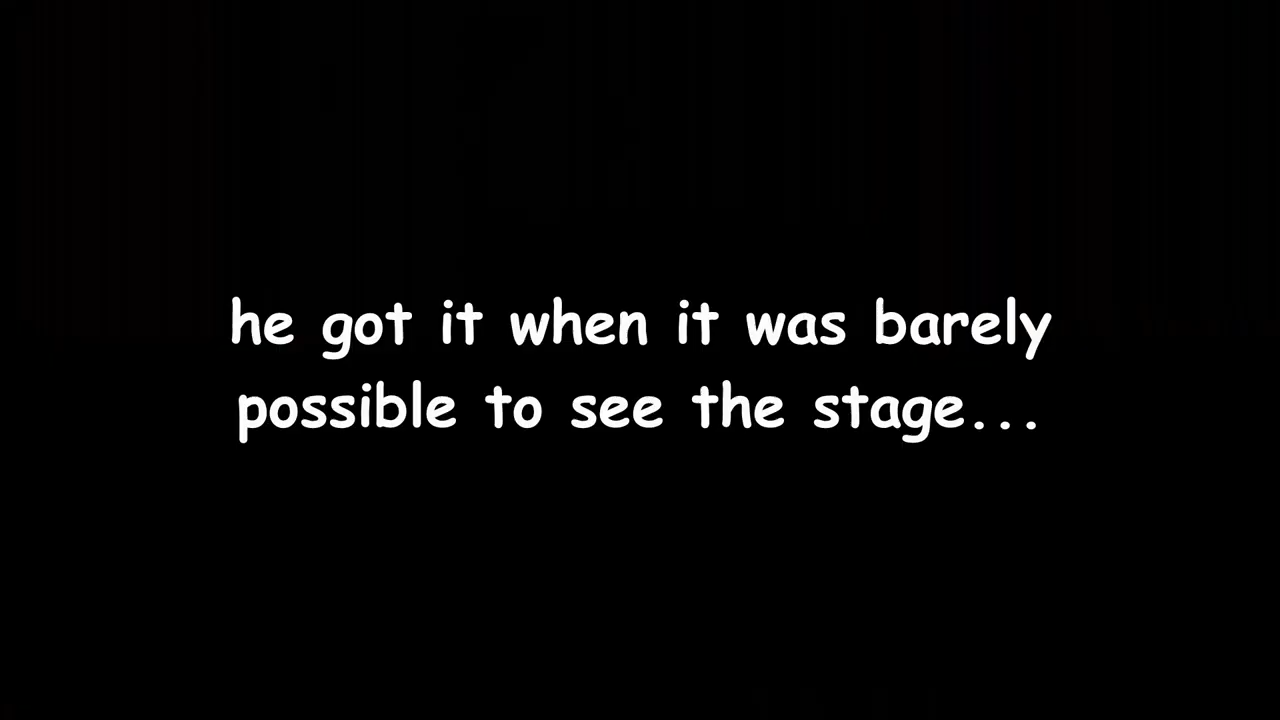 he got it when it was barely
possible to see the stage...